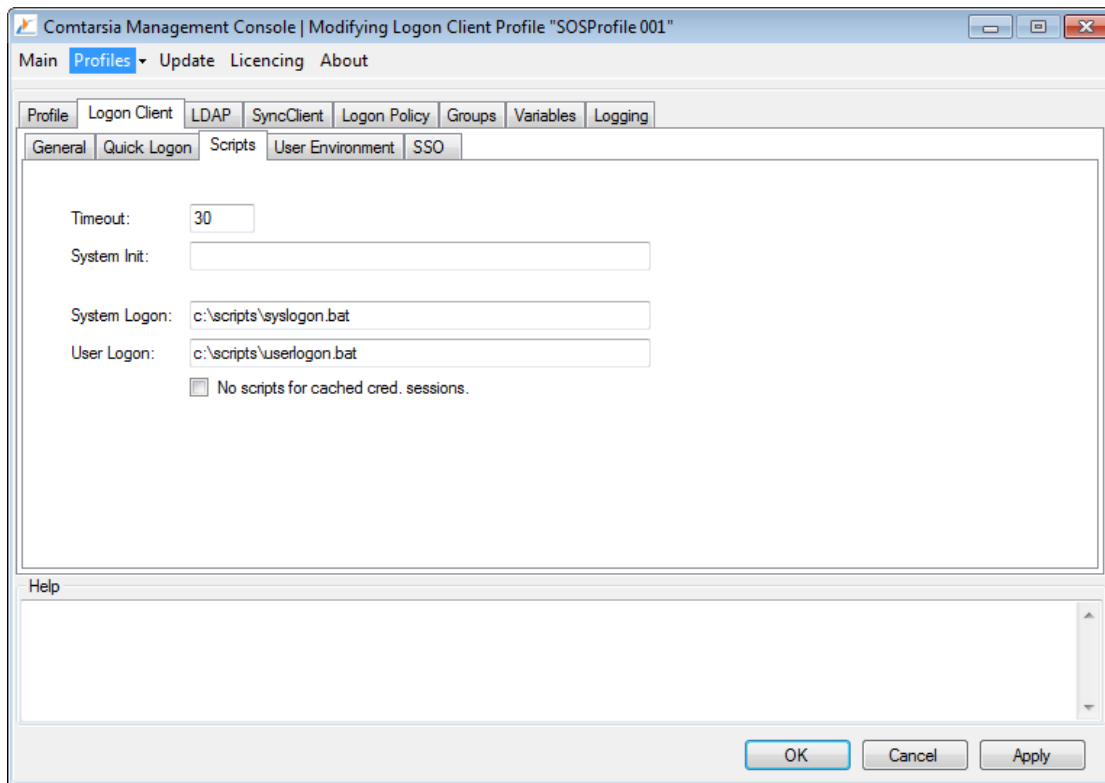 Comtarsia Management Console | Modifying Logon Client Profile "SOSProfile 001"
Main Profiles Update Licencing About
Profile Logon Client LDAP SyncClient Logon Policy Groups Variables Logging
General Quick Logon Scripts User Environment SSO
Timeout: 30
System Init:
System Logon: c:\scripts\syslogon.bat
User Logon: c:\scripts\userlogon.bat
No scripts for cached cred. sessions.
Help
OK Cancel Apply